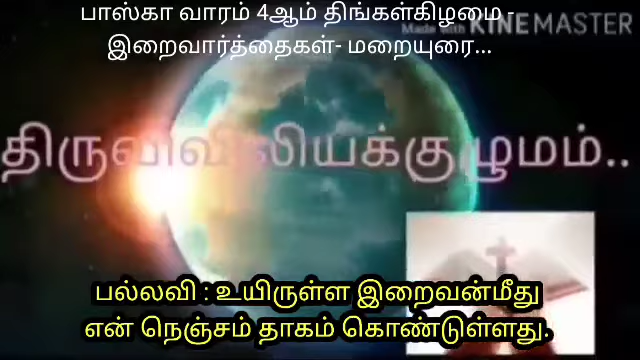 பாஸ்கா வாரம் 4ஆம் திங்கள்கிழமை -
Made with KINEMASTER
இறைவார்த்தைகள்- மறையுரை...
திருவிவிலியக்குழுமம்..
பல்லவி : உயிருள்ள இறைவன்மீது
என் நெஞ்சம் தாகம் கொண்டுள்ளது.